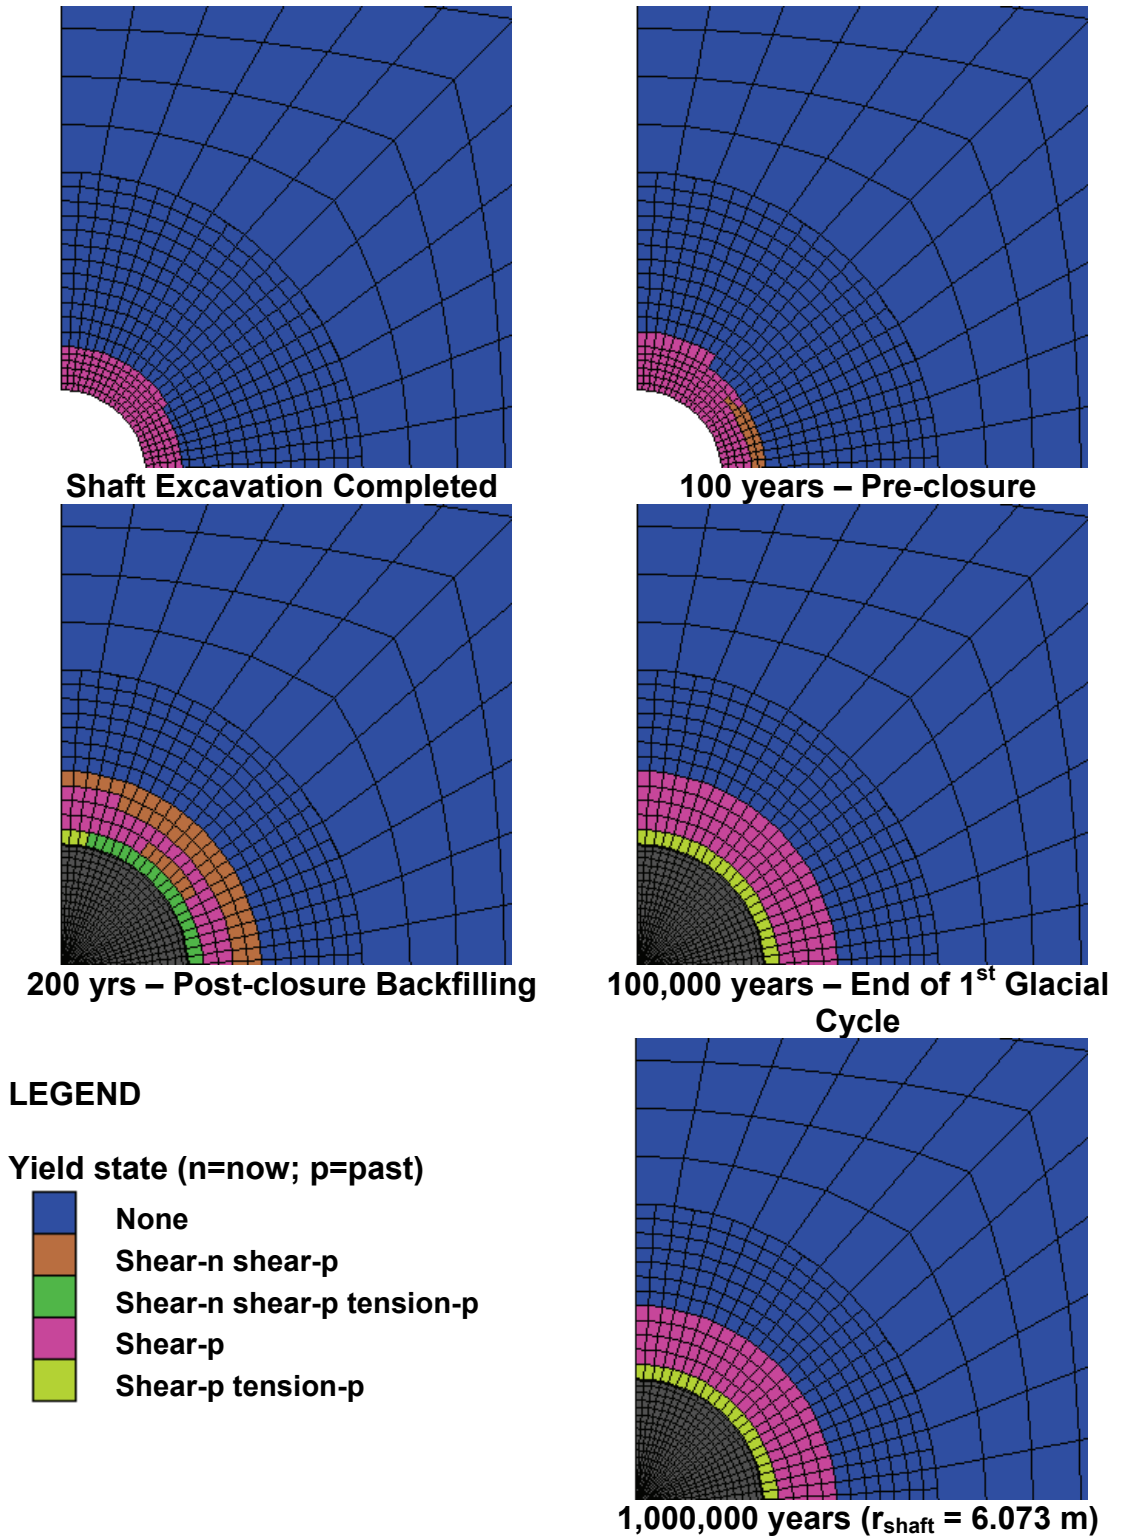 Shaft Excavation Completed
100 years – Pre-closure
200 yrs – Post-closure Backfilling
100,000 years – End of 1st Glacial
Cycle
LEGEND
Yield state (n=now; p=past)
None
Shear-n shear-p
Shear-n shear-p tension-p
Shear-p
Shear-p tension-p
1,000,000 years (rshaft = 6.073 m)